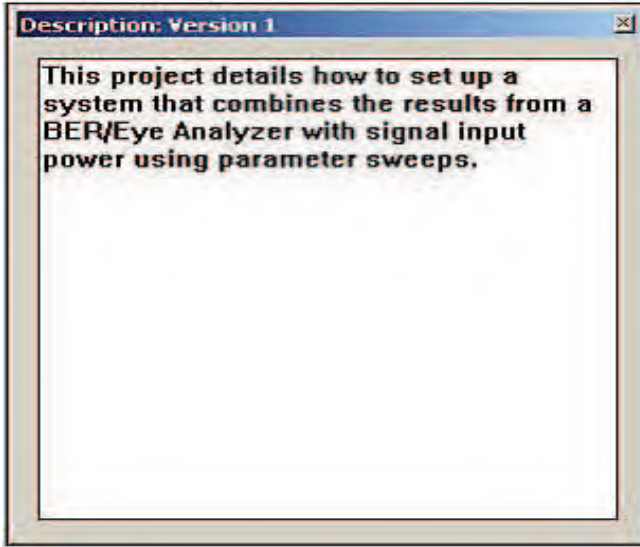 Description: Version 1
This project details how to set up a
system that combines the results from a
BER/Eye Analyzer with signal input
power using parameter sweeps.